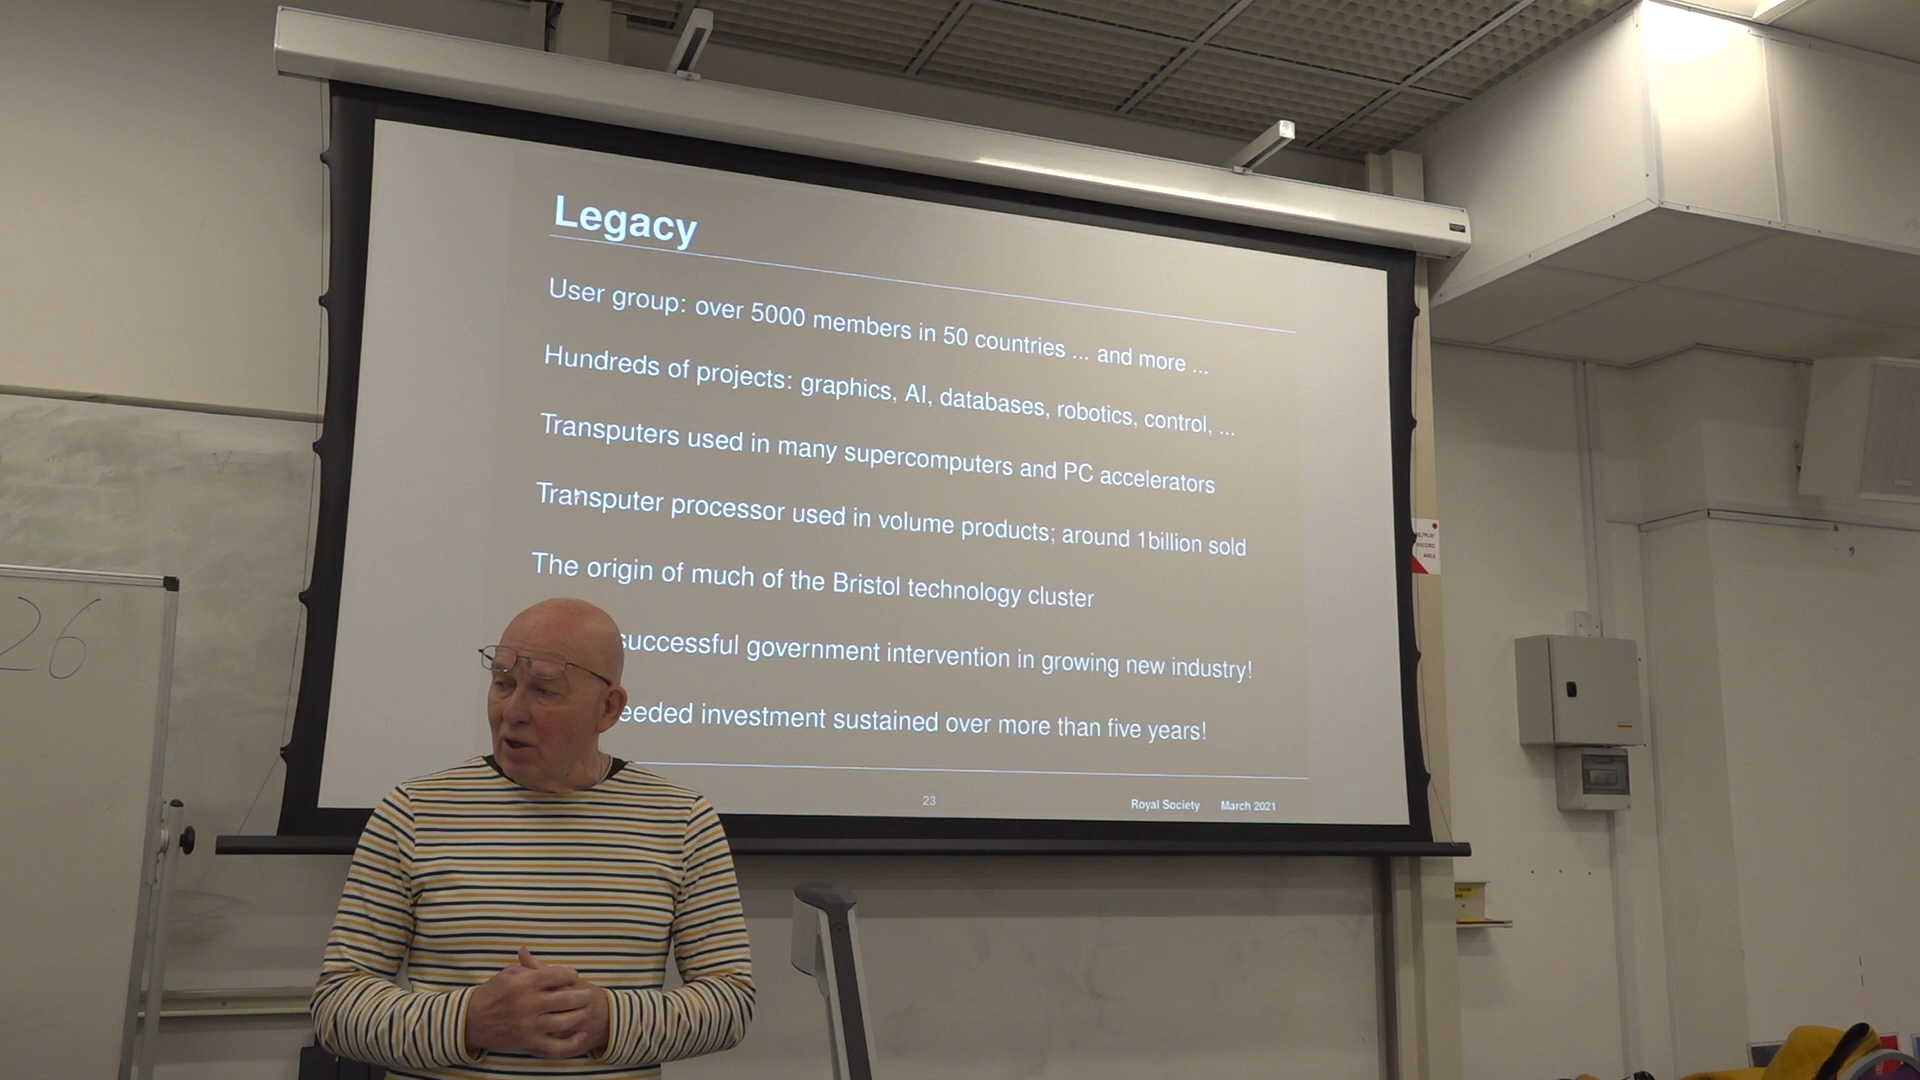 Legacy
User group: over 5000 members in 50 countries ... and more ...
Hundreds of projects: graphics, AI, databases, robotics, control, ...
Transputers used in many supercomputers and PC accelerators
Transputer processor used in volume products; around 1billion sold
The origin of much of the Bristol technology cluster
successful government intervention in growing new industry!
investment sustained over more than five years!
23 Royal Society March 2021
26
RECORD
AREA